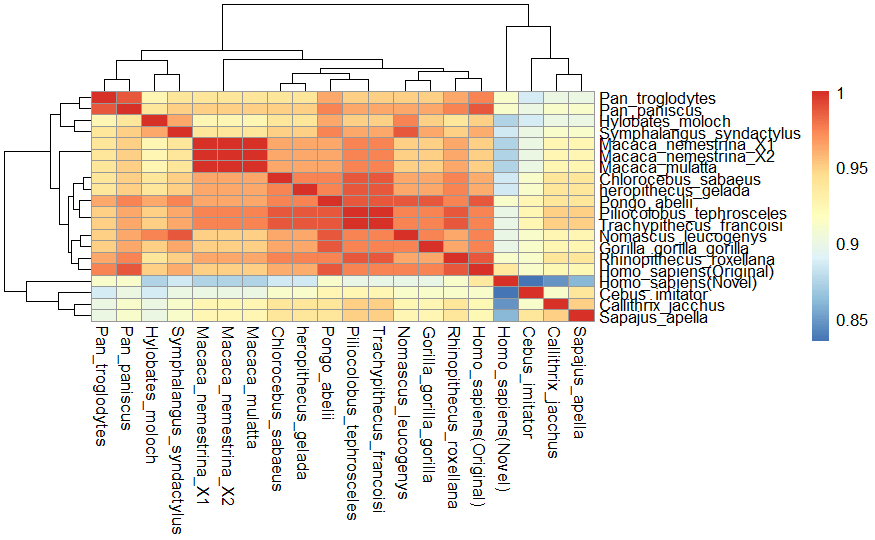 Pan_troglodytes
Pan_paniscus
Hylobates_moloch
Symphalangus_syndactylus
Macaca_nemestrina_X1
Macaca_nemestrina_X2
Macaca_mulatta
Chlorocebus_sabaeus
heropithecus_gelada
Pongo_abelii
Piliocolobus_tephrosceles
Trachypithecus_francoisi
Nomascus_leucogenys
Gorilla_gorilla_gorilla
Rhinopithecus_roxellana
Homo_sapiens(Original)
Homo_sapiens(Novel)
Cebus_imitator
Callithrix_jacchus
Sapajus_apella
1
0.95
0.9
0.85
Pan_troglodytes
Pan_paniscus
Hylobates_moloch
Symphalangus_syndactylus
Macaca_nemestrina_X1
Macaca_nemestrina_X2
Macaca_mulatta
Chlorocebus_sabaeus
heropithecus_gelada
Pongo_abelii
Piliocolobus_tephrosceles
Trachypithecus_francoisi
Nomascus_leucogenys
Gorilla_gorilla_gorilla
Rhinopithecus_roxellana
Homo_sapiens(Original)
Homo_sapiens(Novel)
Cebus_imitator
Callithrix_jacchus
Sapajus_apella